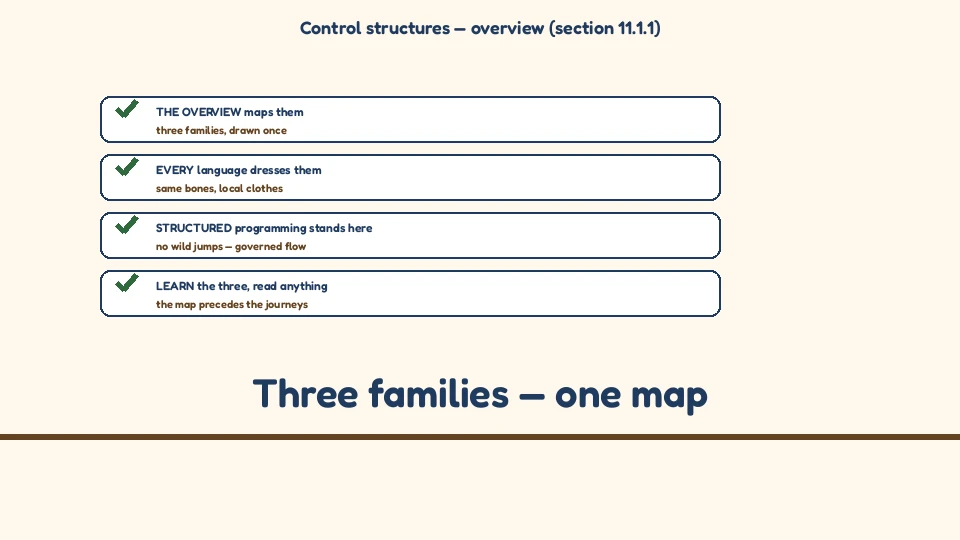 Control structures — overview (section 11.1.1)
THE OVERVIEW maps them
three families, drawn once
EVERY language dresses them
same bones, local clothes
STRUCTURED programming stands here
no wild jumps — governed flow
LEARN the three, read anything
the map precedes the journeys
Three families — one map